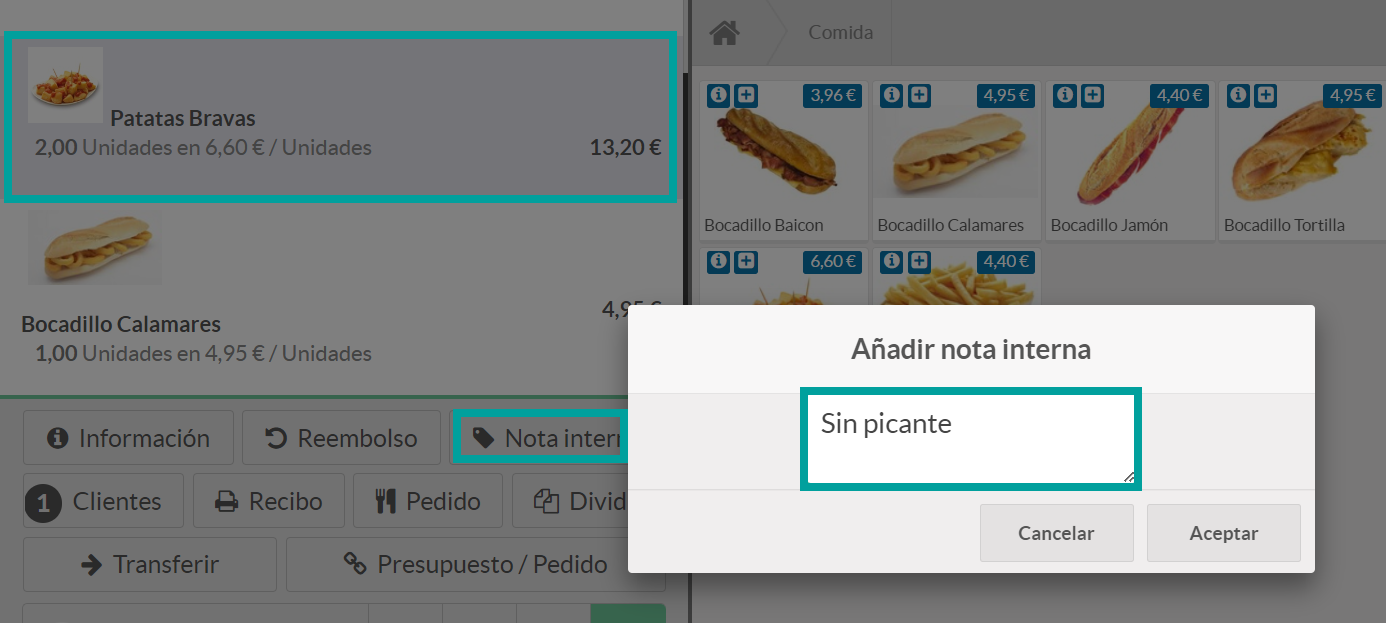 Patatas Bravas
2,00 Unidades en 6,60 € / Unidades
13,20 €
Bocadillo Calamares
1,00 Unidades en 4,95 € / Unidades
Información
Reembolso
Nota
1 Clientes
Recibo
Pedido
Transferir
Presupuesto / Pedido
Comida
3,96 €
Bocadillo Baicon
4,95 €
Bocadillo Calamares
4,40 €
Bocadillo Jamón
4,95 €
Bocadillo Tortilla
6,60 €
4,40 €
Añadir nota interna
Sin picante
Cancelar
Aceptar